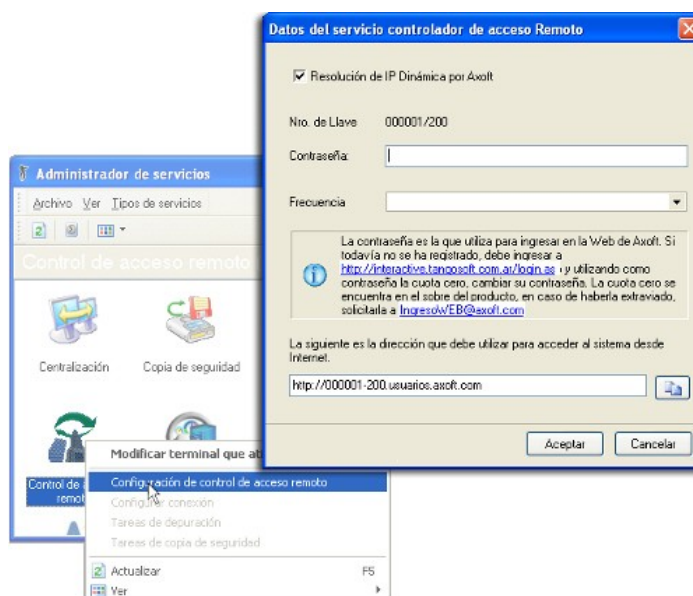 Datos del servicio controlador de acceso Remoto
Resolución de IP Dinámica por Axoft
Nro. de Llave 000001/200
Contraseña:
Frecuencia
La contraseña es la que utiliza para ingresar en la Web de Axoft. Si
todavía no se ha registrado, debe ingresar a
http://interactive.tangosoft.com.ar/login.as y utilizando como
contraseña la cuota cero, cambiar su contraseña. La cuota cero se
encuentra en el sobre del producto, en caso de haberla extraviado,
solicitarla a IngresoWEB@axoft.com
La siguiente es la dirección que debe utilizar para acceder al sistema desde
Internet.
http://000001-200.usuarios.axoft.com
Aceptar Cancelar
Administrador de servicios
Archivo Ver Tipos de servicios
Control de acceso remoto
Centralización Copia de seguridad
Control de
remot
Modificar terminal que
Configuración de control de acceso remoto
Configurar conexión
Tareas de depuración
Tareas de copia de seguridad
Actualizar F5
Ver